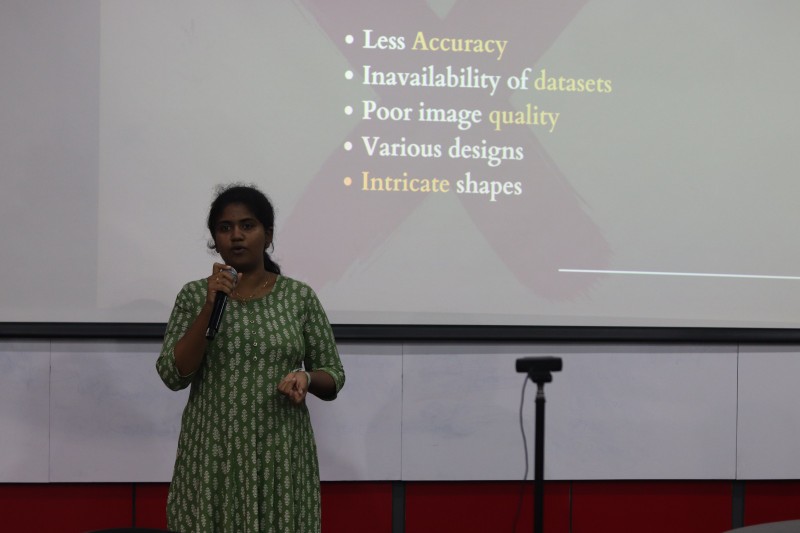 • Less Accuracy
• Inavailability of datasets
• Poor image quality
• Various designs
• Intricate shapes